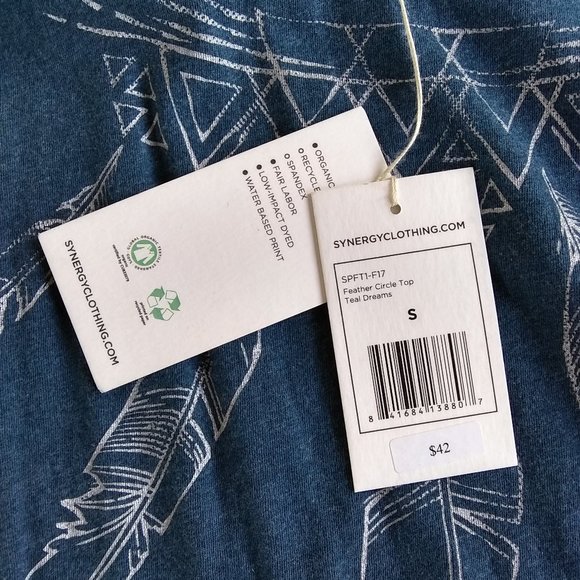 SYNERGYCLOTHING.COM
SPFT1-F17
Feather Circle Top
Teal Dreams
S
8 41684 13880 7
$42
ORGANIC
RECYCLE
SPANDEX
FAIR LABOR
LOW-IMPACT DYED
WATER BASED PRINT
SYNERGYCLOTHING.COM